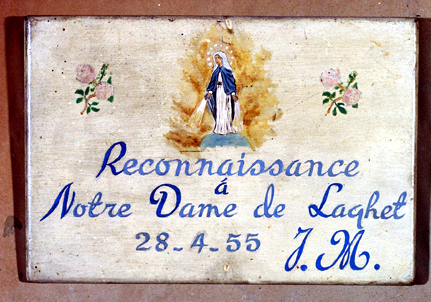 Reconnaissance
à
Notre Dame de Laghet
28-4-55 J. M.